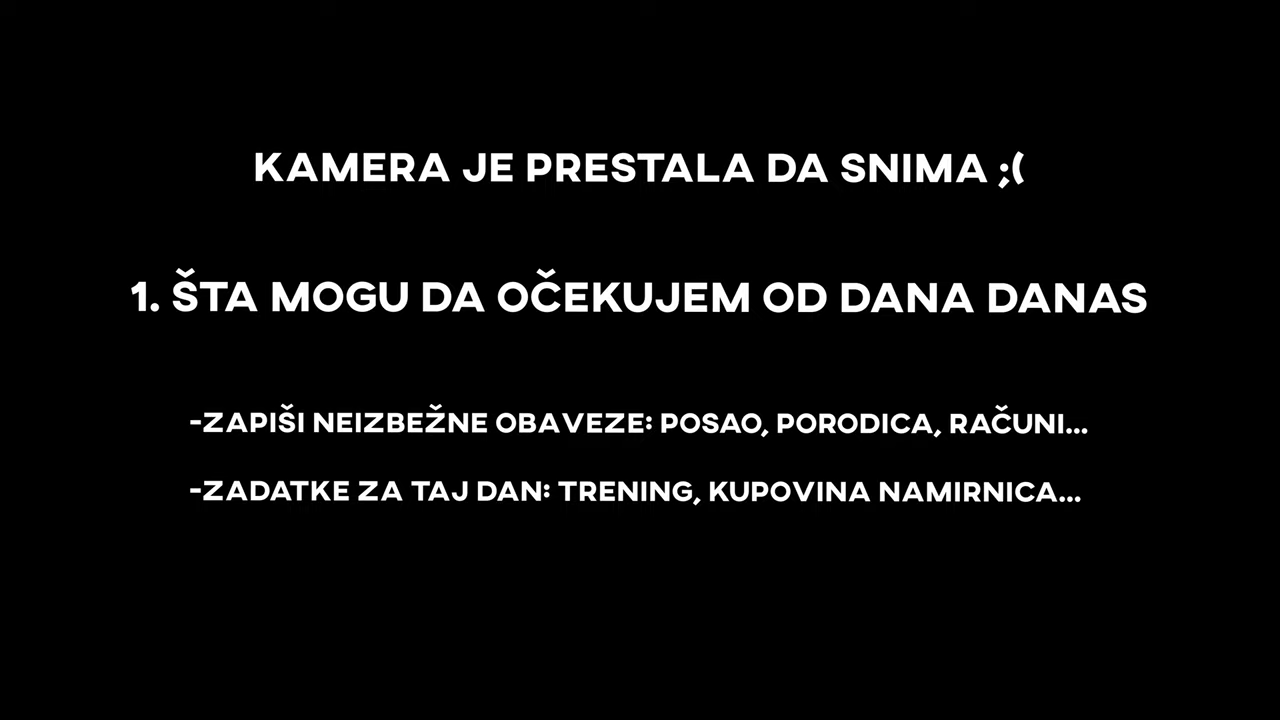 KAMERA JE PRESTALA DA SNIMA ;(
1. ŠTA MOGU DA OČEKUJEM OD DANA DANAS
-ZAPIŠI NEIZBEŽNE OBAVEZE: POSAO, PORODICA, RAČUNI...
-ZADATKE ZA TAJ DAN: TRENING, KUPOVINA NAMIRNICA...